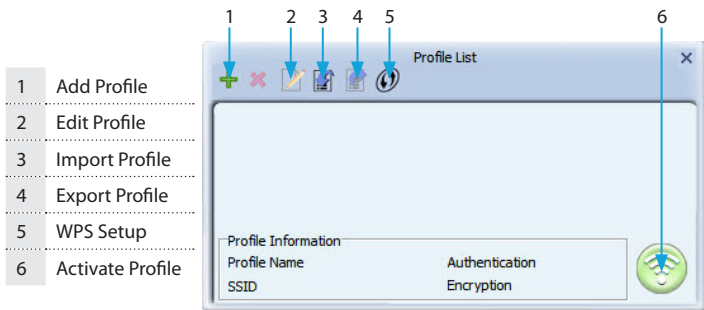 1 2 3 4 5 6
Profile List
1 Add Profile
2 Edit Profile
3 Import Profile
4 Export Profile
5 WPS Setup
6 Activate Profile
Profile Information
Profile Name Authentication
SSID Encryption